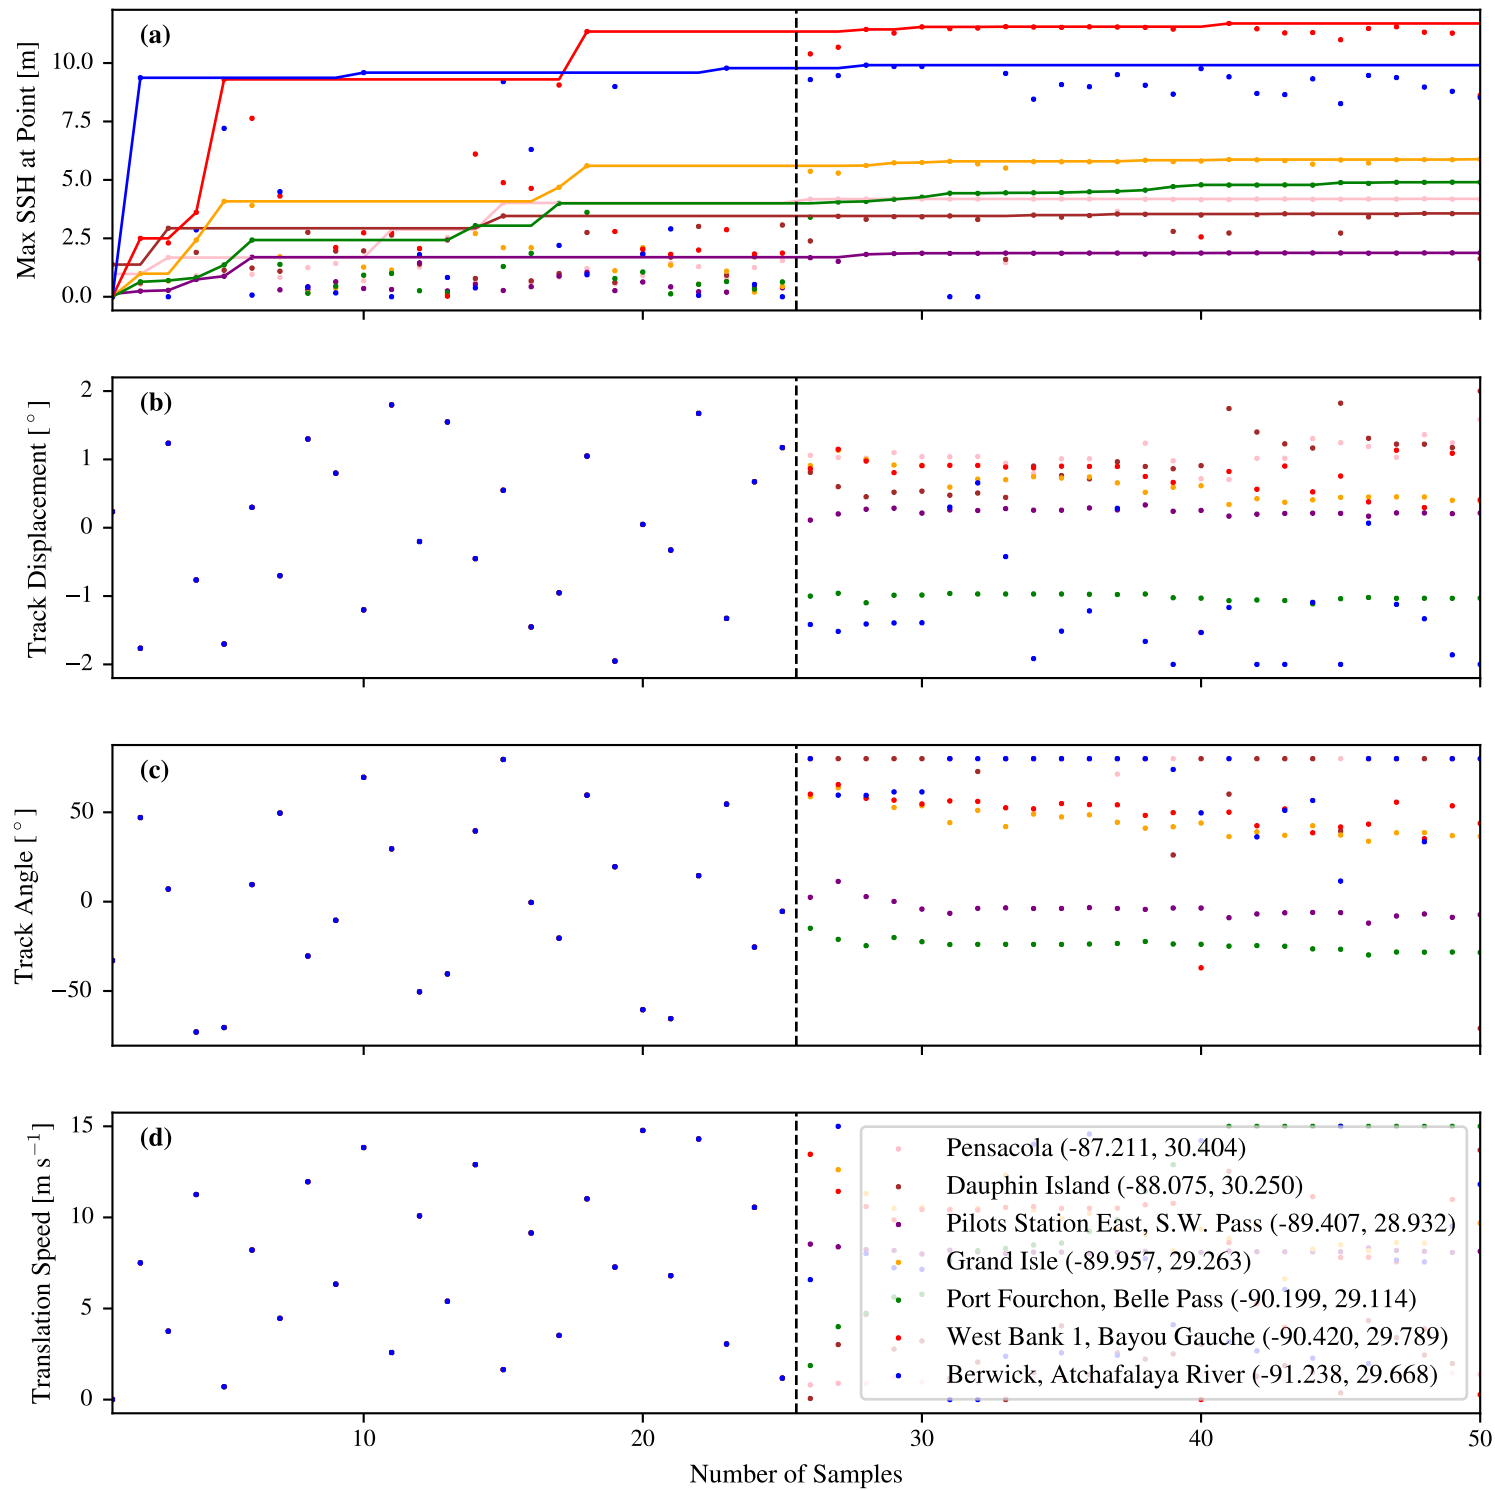 (a)
Max SSH at Point [m]
10.0
7.5
5.0
2.5
0.0
(b)
Track Displacement [°]
2
1
0
−1
−2
(c)
Track Angle [°]
50
0
−50
(d)
Translation Speed [m s⁻¹]
15
10
5
0
Pensacola (-87.211, 30.404)
Dauphin Island (-88.075, 30.250)
Pilots Station East, S.W. Pass (-89.407, 28.932)
Grand Isle (-89.957, 29.263)
Port Fourchon, Belle Pass (-90.199, 29.114)
West Bank 1, Bayou Gauche (-90.420, 29.789)
Berwick, Atchafalaya River (-91.238, 29.668)
10 20 30 40 50
Number of Samples